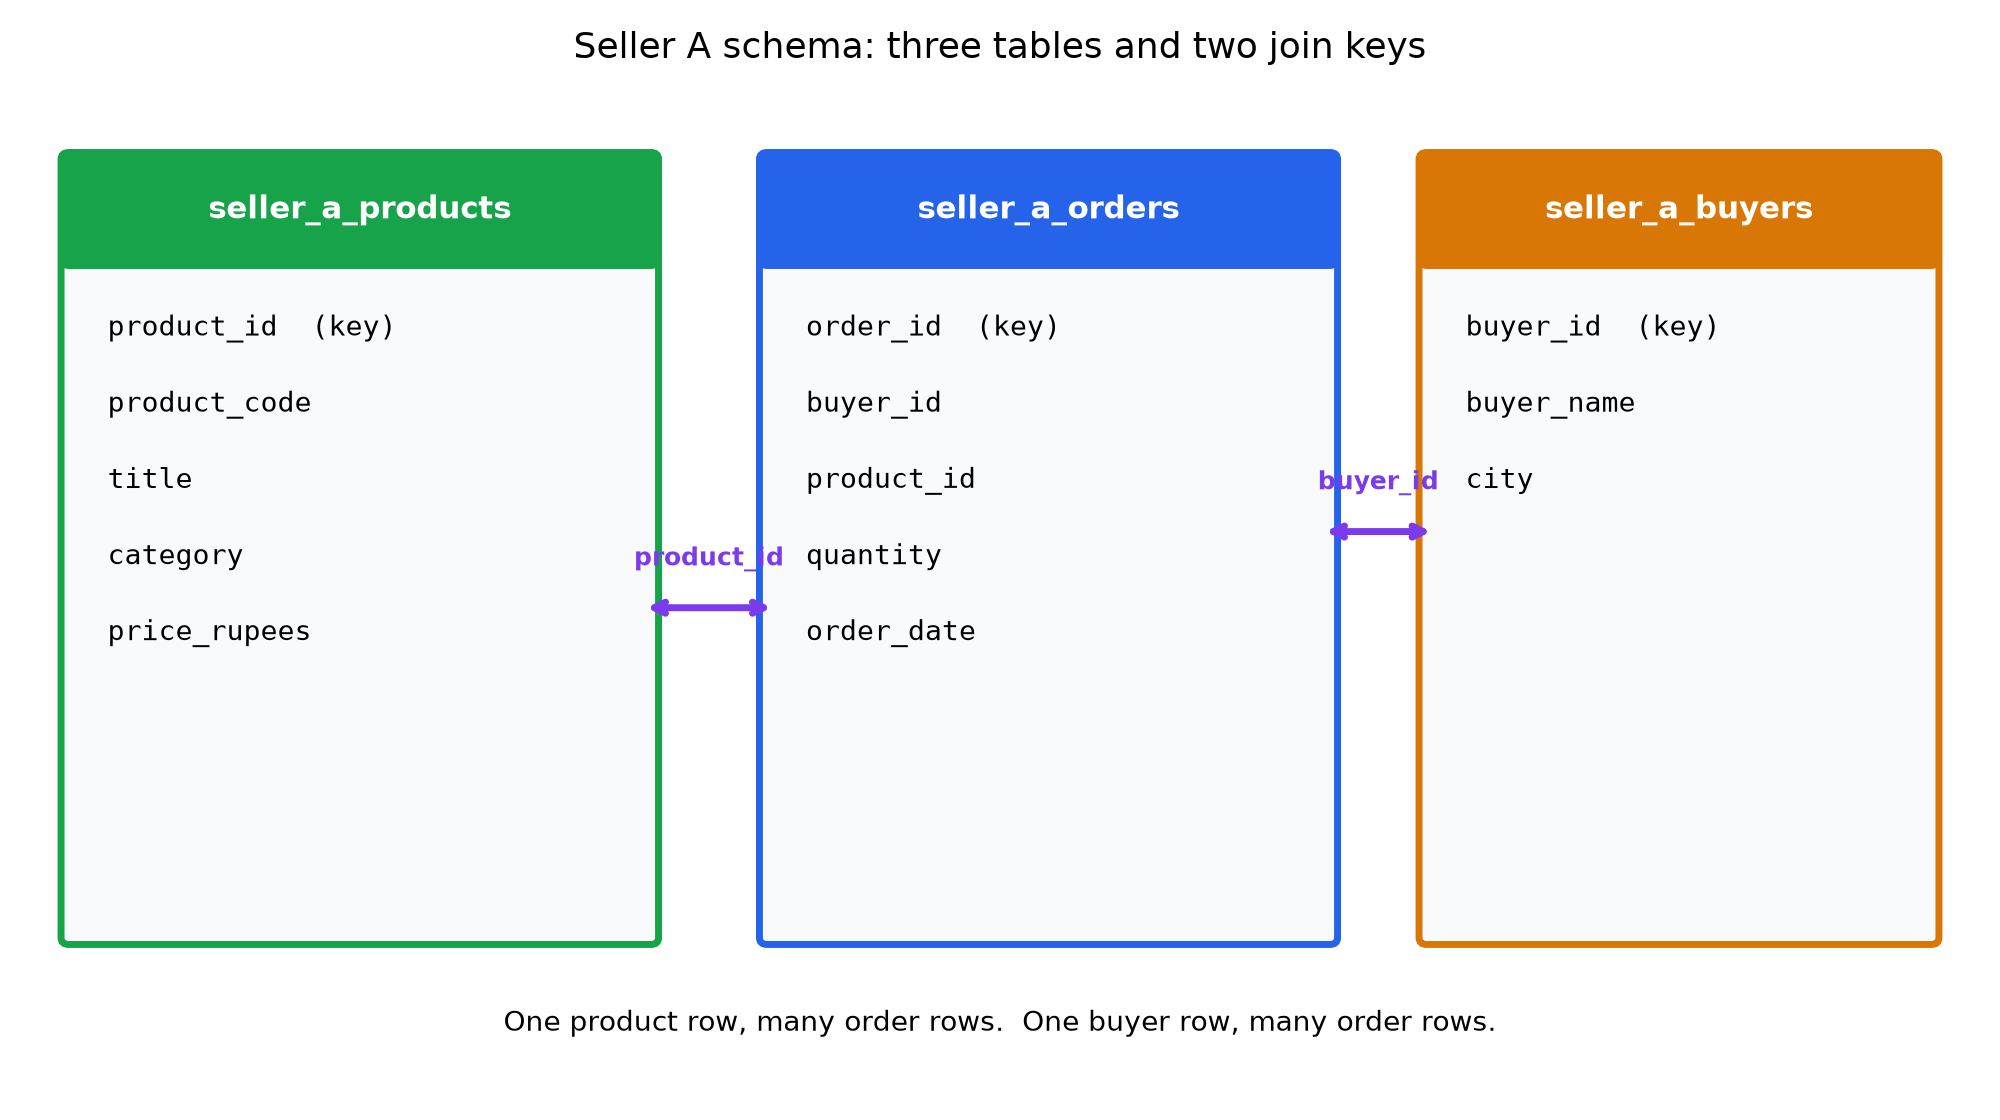 Seller A schema: three tables and two join keys
seller_a_products
product_id  (key)
product_code
title
category
price_rupees
product_id
seller_a_orders
order_id  (key)
buyer_id
product_id
quantity
order_date
buyer_id
seller_a_buyers
buyer_id  (key)
buyer_name
city
One product row, many order rows.  One buyer row, many order rows.